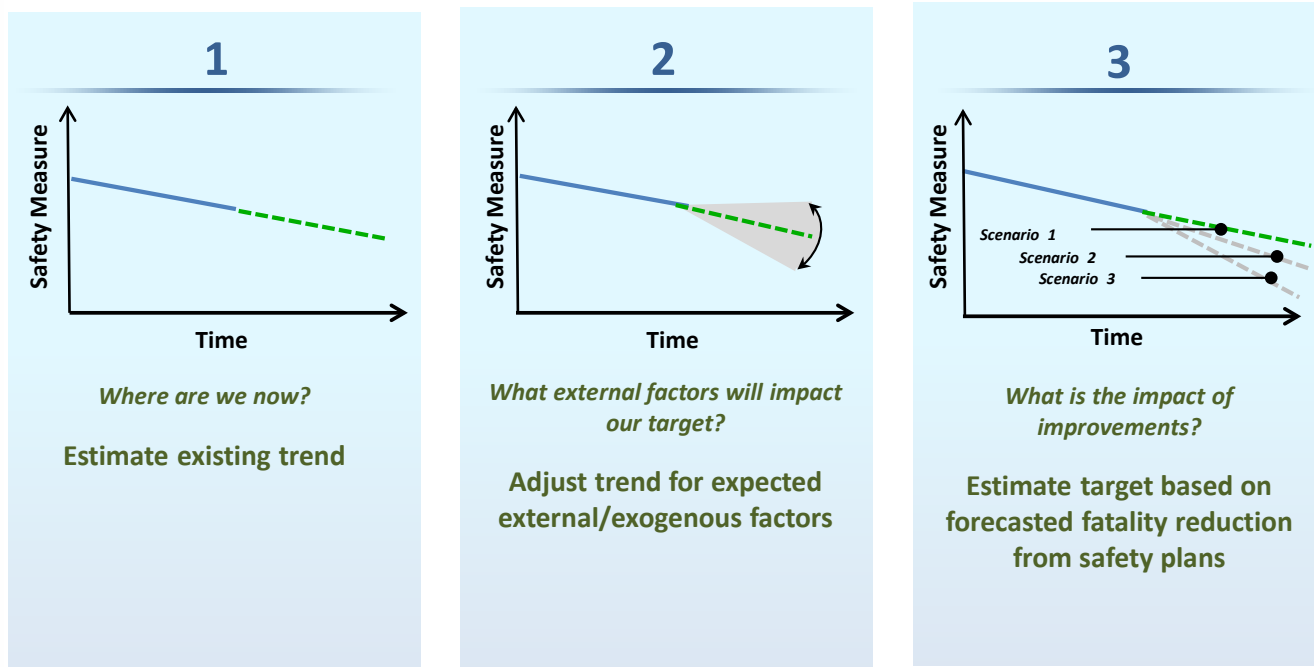 1
Safety Measure
Time
Where are we now?
Estimate existing trend
2
Safety Measure
Time
What external factors will impact
our target?
Adjust trend for expected
external/exogenous factors
3
Safety Measure
Scenario 1
Scenario 2
Scenario 3
Time
What is the impact of
improvements?
Estimate target based on
forecasted fatality reduction
from safety plans